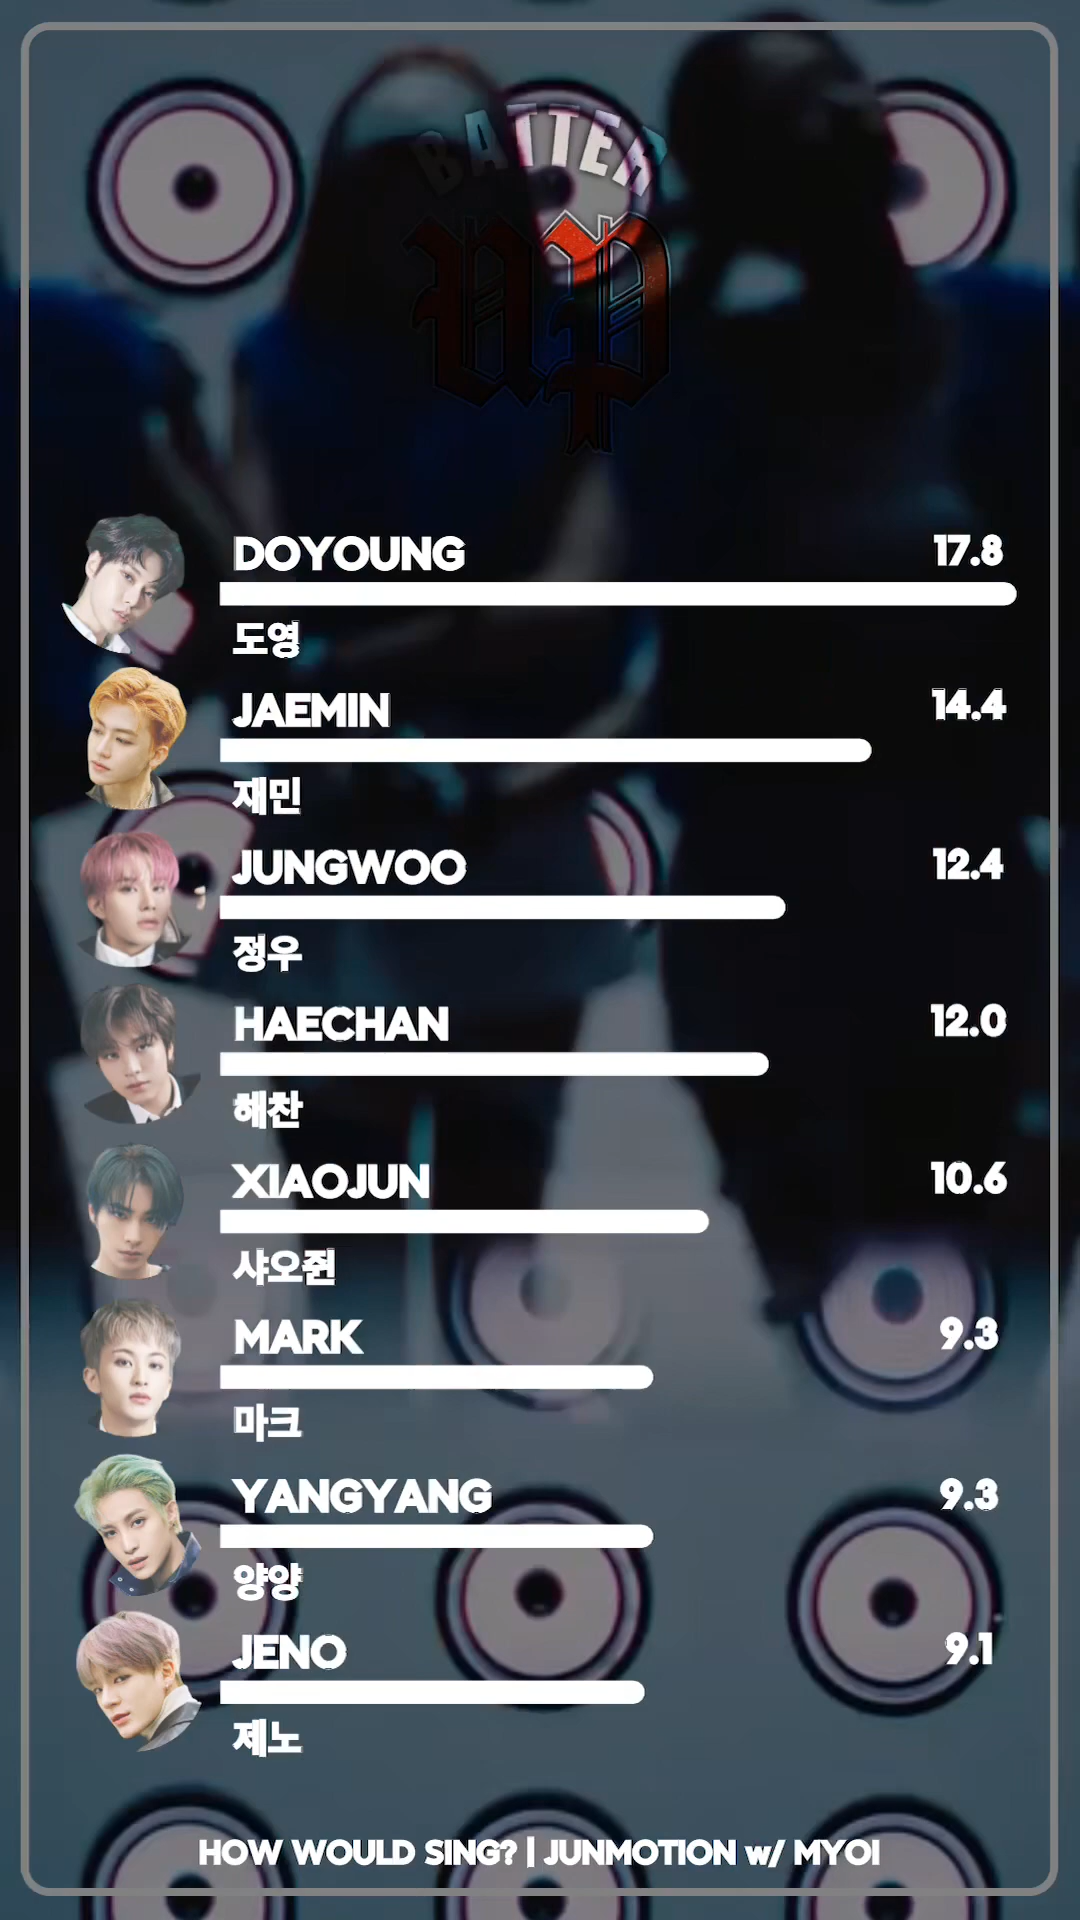 BATTER
UP
DOYOUNG 17.8
도영
JAEMIN 14.4
재민
JUNGWOO 12.4
정우
HAECHAN 12.0
해찬
XIAOJUN 10.6
샤오쥔
MARK 9.3
마크
YANGYANG 9.3
양양
JENO 9.1
제노
HOW WOULD SING? | JUNMOTION w/ MYOI